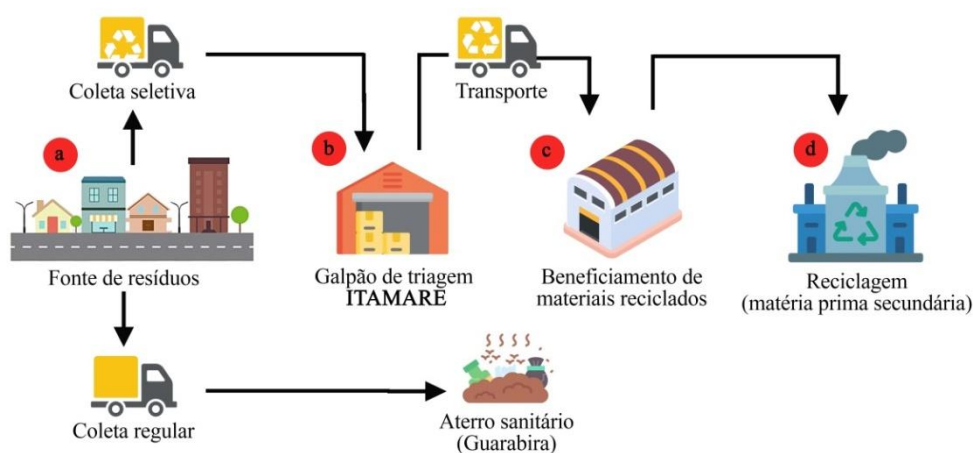 Coleta seletiva
Transporte
a
b
c
d
Fonte de resíduos
Galpão de triagem
ITAMARE
Beneficiamento de
materiais reciclados
Reciclagem
(matéria prima secundária)
Coleta regular
Aterro sanitário
(Guarabira)